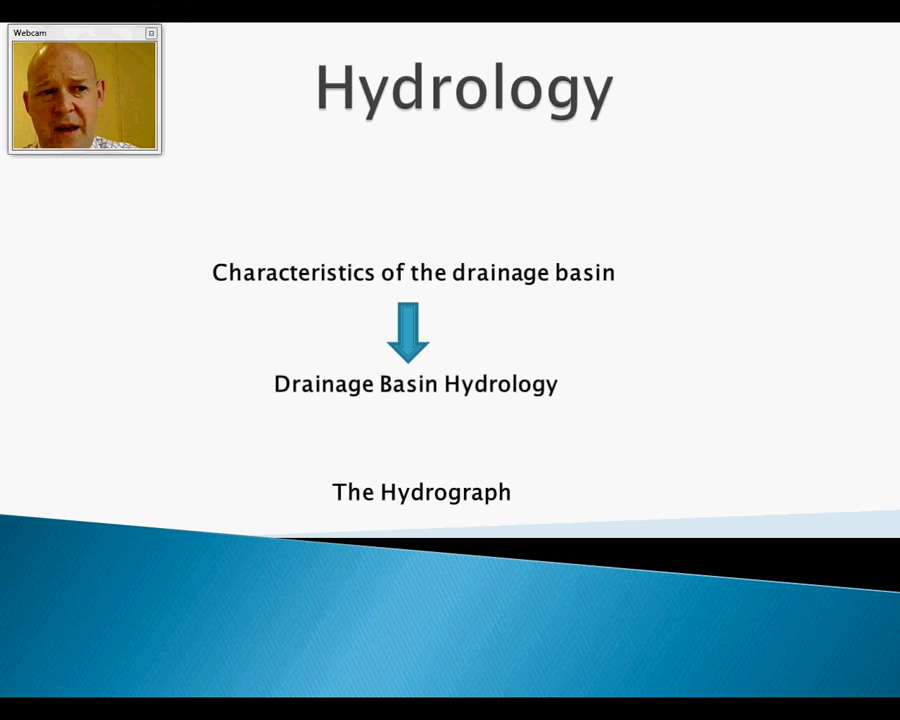 Webcam
Hydrology
Characteristics of the drainage basin
Drainage Basin Hydrology
The Hydrograph